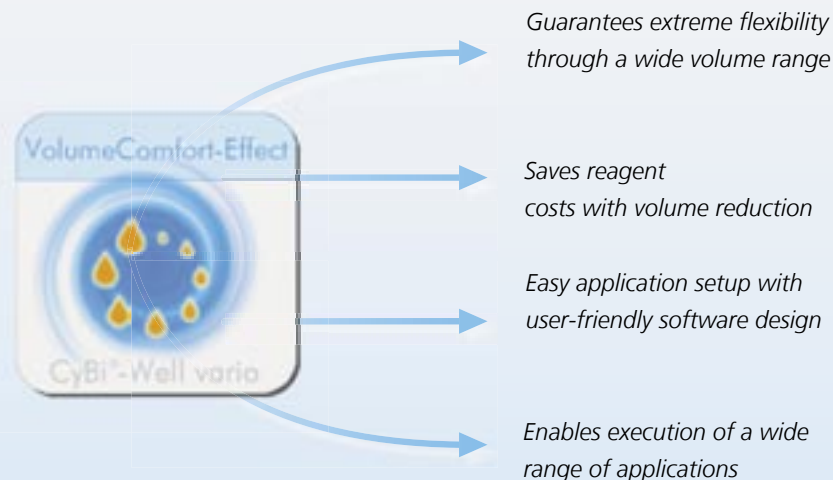 Guarantees extreme flexibility
through a wide volume range
VolumeComfort-Effect
Saves reagent
costs with volume reduction
Easy application setup with
user-friendly software design
CyBi®-Well vario
Enables execution of a wide
range of applications